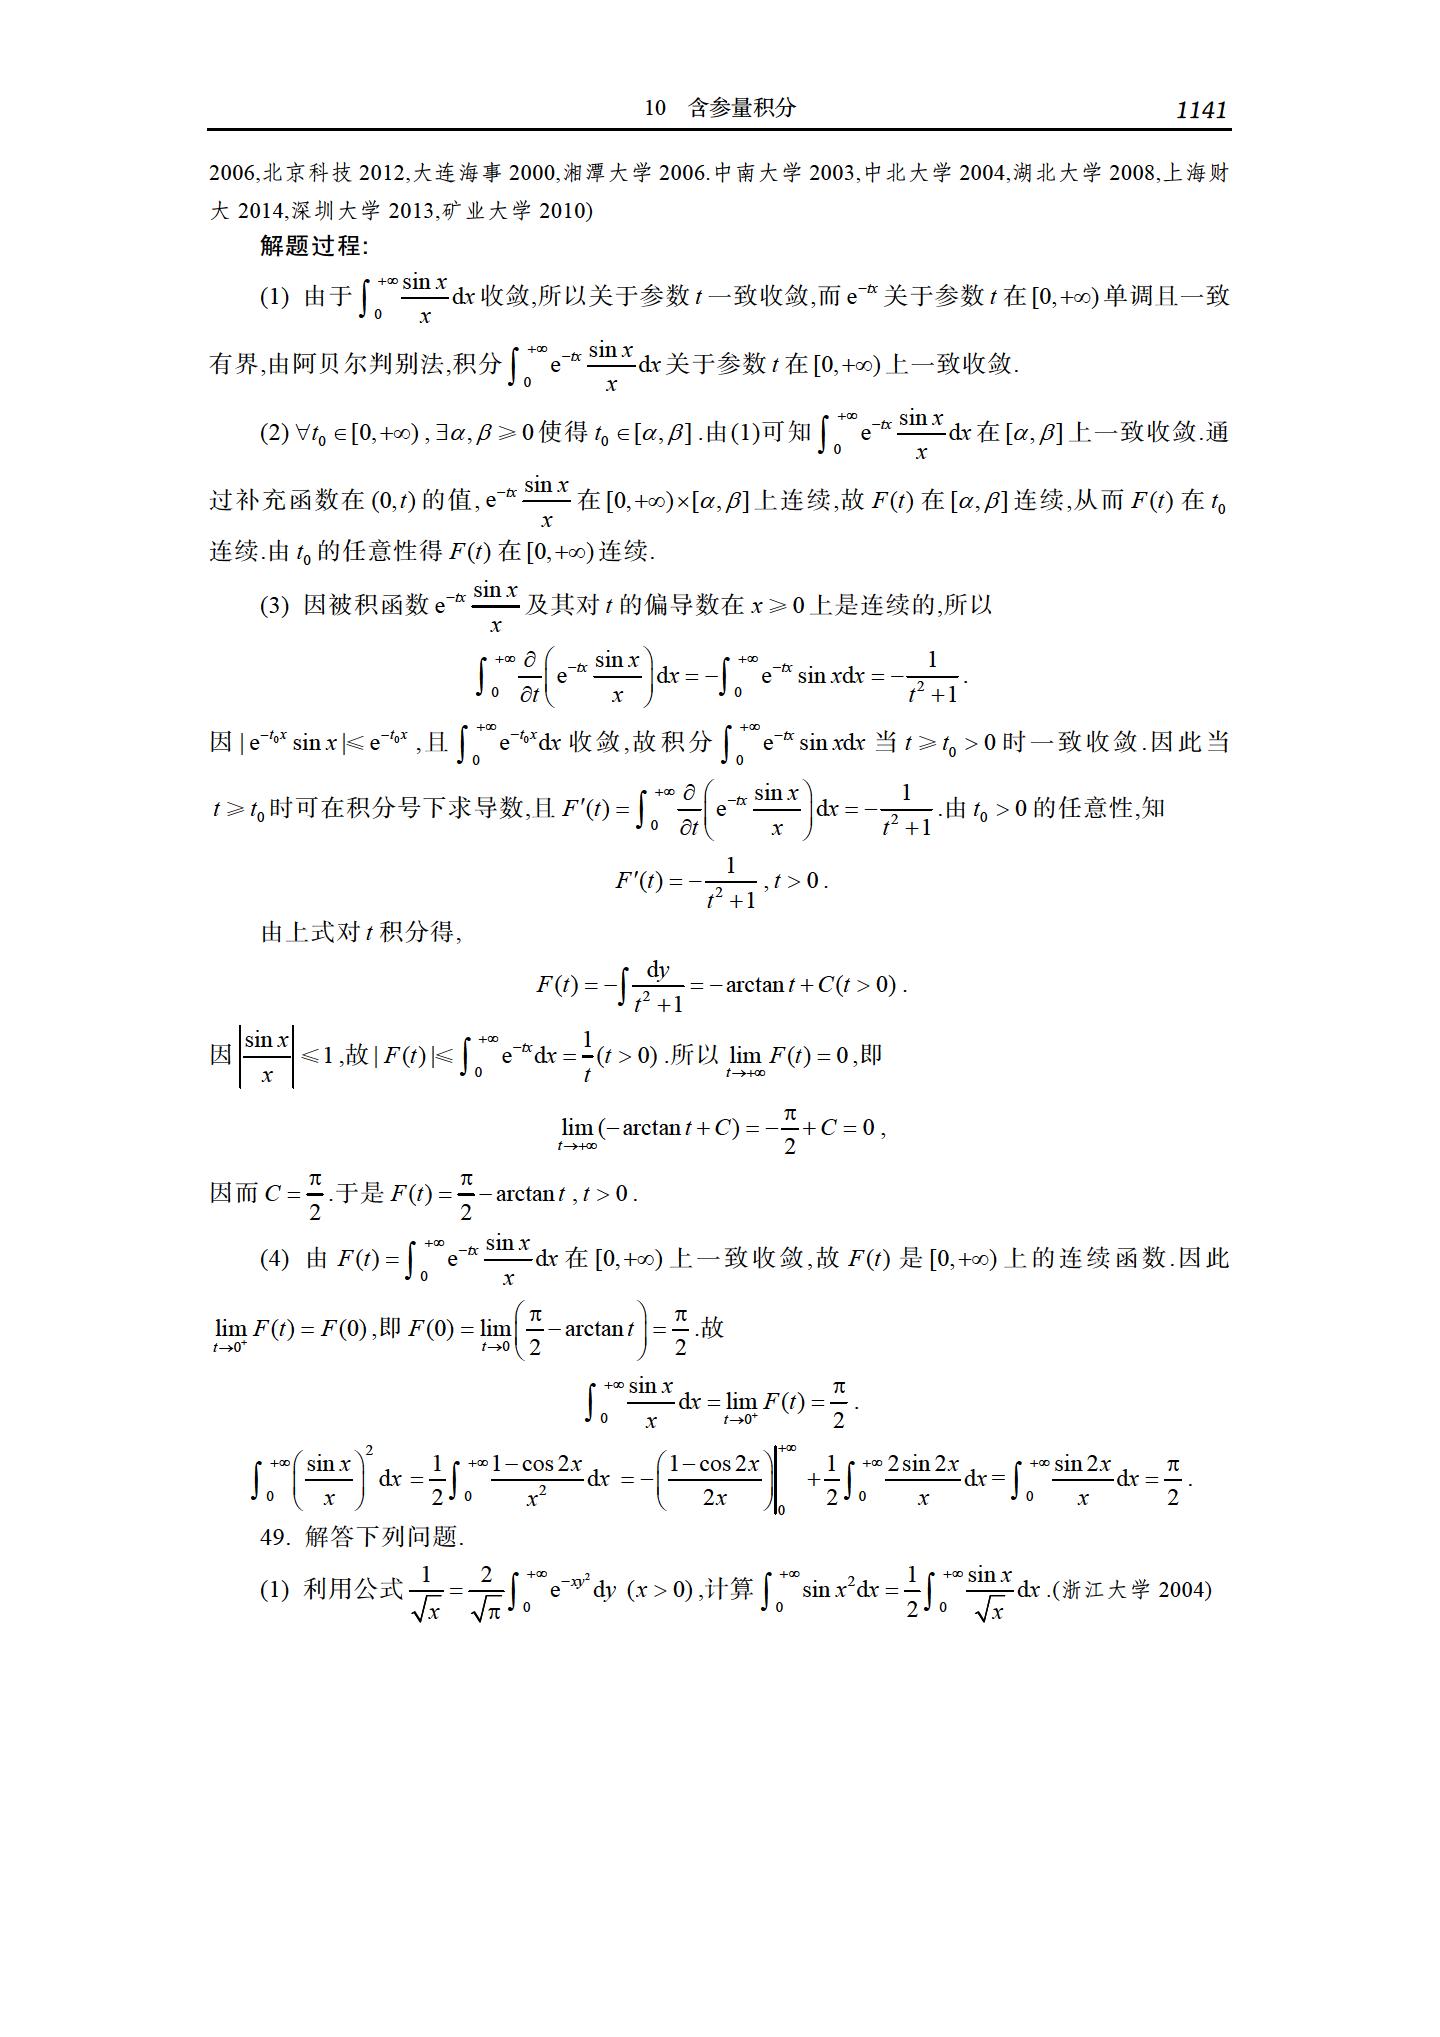 10 含参量积分 1141
2006,北京科技 2012,大连海事 2000,湘潭大学 2006.中南大学 2003,中北大学 2004,湖北大学 2008,上海财
大 2014,深圳大学 2013,矿业大学 2010)
解题过程:
(1) 由于 $\int_0^{+\infty}\frac{\sin x}{x}\mathrm{d}x$ 收敛,所以关于参数 $t$ 一致收敛,而 $\mathrm{e}^{-tx}$ 关于参数 $t$ 在 $[0,+\infty)$ 单调且一致
有界,由阿贝尔判别法,积分 $\int_0^{+\infty}\mathrm{e}^{-tx}\frac{\sin x}{x}\mathrm{d}x$ 关于参数 $t$ 在 $[0,+\infty)$ 上一致收敛.
(2) $\forall t_0\in[0,+\infty)$ , $\exists\alpha,\beta\geqslant 0$ 使得 $t_0\in[\alpha,\beta]$ .由(1)可知 $\int_0^{+\infty}\mathrm{e}^{-tx}\frac{\sin x}{x}\mathrm{d}x$ 在 $[\alpha,\beta]$ 上一致收敛.通
过补充函数在 $(0,t)$ 的值, $\mathrm{e}^{-tx}\frac{\sin x}{x}$ 在 $[0,+\infty)\times[\alpha,\beta]$ 上连续,故 $F(t)$ 在 $[\alpha,\beta]$ 连续,从而 $F(t)$ 在 $t_0$
连续.由 $t_0$ 的任意性得 $F(t)$ 在 $[0,+\infty)$ 连续.
(3) 因被积函数 $\mathrm{e}^{-tx}\frac{\sin x}{x}$ 及其对 $t$ 的偏导数在 $x\geqslant 0$ 上是连续的,所以
$\int_0^{+\infty}\frac{\partial}{\partial t}\left(\mathrm{e}^{-tx}\frac{\sin x}{x}\right)\mathrm{d}x=-\int_0^{+\infty}\mathrm{e}^{-tx}\sin x\mathrm{d}x=-\frac{1}{t^2+1}$.
因 $|\mathrm{e}^{-t_0x}\sin x|\leqslant\mathrm{e}^{-t_0x}$ ,且 $\int_0^{+\infty}\mathrm{e}^{-t_0x}\mathrm{d}x$ 收敛,故积分 $\int_0^{+\infty}\mathrm{e}^{-tx}\sin x\mathrm{d}x$ 当 $t\geqslant t_0>0$ 时一致收敛.因此当
$t\geqslant t_0$ 时可在积分号下求导数,且 $F'(t)=\int_0^{+\infty}\frac{\partial}{\partial t}\left(\mathrm{e}^{-tx}\frac{\sin x}{x}\right)\mathrm{d}x=-\frac{1}{t^2+1}$.由 $t_0>0$ 的任意性,知
$F'(t)=-\frac{1}{t^2+1}$ , $t>0$ .
由上式对 $t$ 积分得,
$F(t)=-\int\frac{\mathrm{d}y}{t^2+1}=-\arctan t+C(t>0)$ .
因 $\left|\frac{\sin x}{x}\right|\leqslant 1$ ,故 $|F(t)|\leqslant\int_0^{+\infty}\mathrm{e}^{-tx}\mathrm{d}x=\frac{1}{t}(t>0)$ .所以 $\lim_{t\to+\infty}F(t)=0$ ,即
$\lim_{t\to+\infty}(-\arctan t+C)=-\frac{\pi}{2}+C=0$ ,
因而 $C=\frac{\pi}{2}$ .于是 $F(t)=\frac{\pi}{2}-\arctan t$ , $t>0$ .
(4) 由 $F(t)=\int_0^{+\infty}\mathrm{e}^{-tx}\frac{\sin x}{x}\mathrm{d}x$ 在 $[0,+\infty)$ 上一致收敛,故 $F(t)$ 是 $[0,+\infty)$ 上的连续函数.因此
$\lim_{t\to 0^+}F(t)=F(0)$ ,即 $F(0)=\lim_{t\to 0}\left(\frac{\pi}{2}-\arctan t\right)=\frac{\pi}{2}$ .故
$\int_0^{+\infty}\frac{\sin x}{x}\mathrm{d}x=\lim_{t\to 0^+}F(t)=\frac{\pi}{2}$ .
$\int_0^{+\infty}\left(\frac{\sin x}{x}\right)^2\mathrm{d}x=\frac{1}{2}\int_0^{+\infty}\frac{1-\cos 2x}{x^2}\mathrm{d}x=-\left(\frac{1-\cos 2x}{2x}\right)\Big|_0^{+\infty}+\frac{1}{2}\int_0^{+\infty}\frac{2\sin 2x}{x}\mathrm{d}x=\int_0^{+\infty}\frac{\sin 2x}{x}\mathrm{d}x=\frac{\pi}{2}$ .
49. 解答下列问题.
(1) 利用公式 $\frac{1}{\sqrt{x}}=\frac{2}{\sqrt{\pi}}\int_0^{+\infty}\mathrm{e}^{-xy^2}\mathrm{d}y\ (x>0)$ ,计算 $\int_0^{+\infty}\sin x^2\mathrm{d}x=\frac{1}{2}\int_0^{+\infty}\frac{\sin x}{\sqrt{x}}\mathrm{d}x$ .(浙江大学 2004)